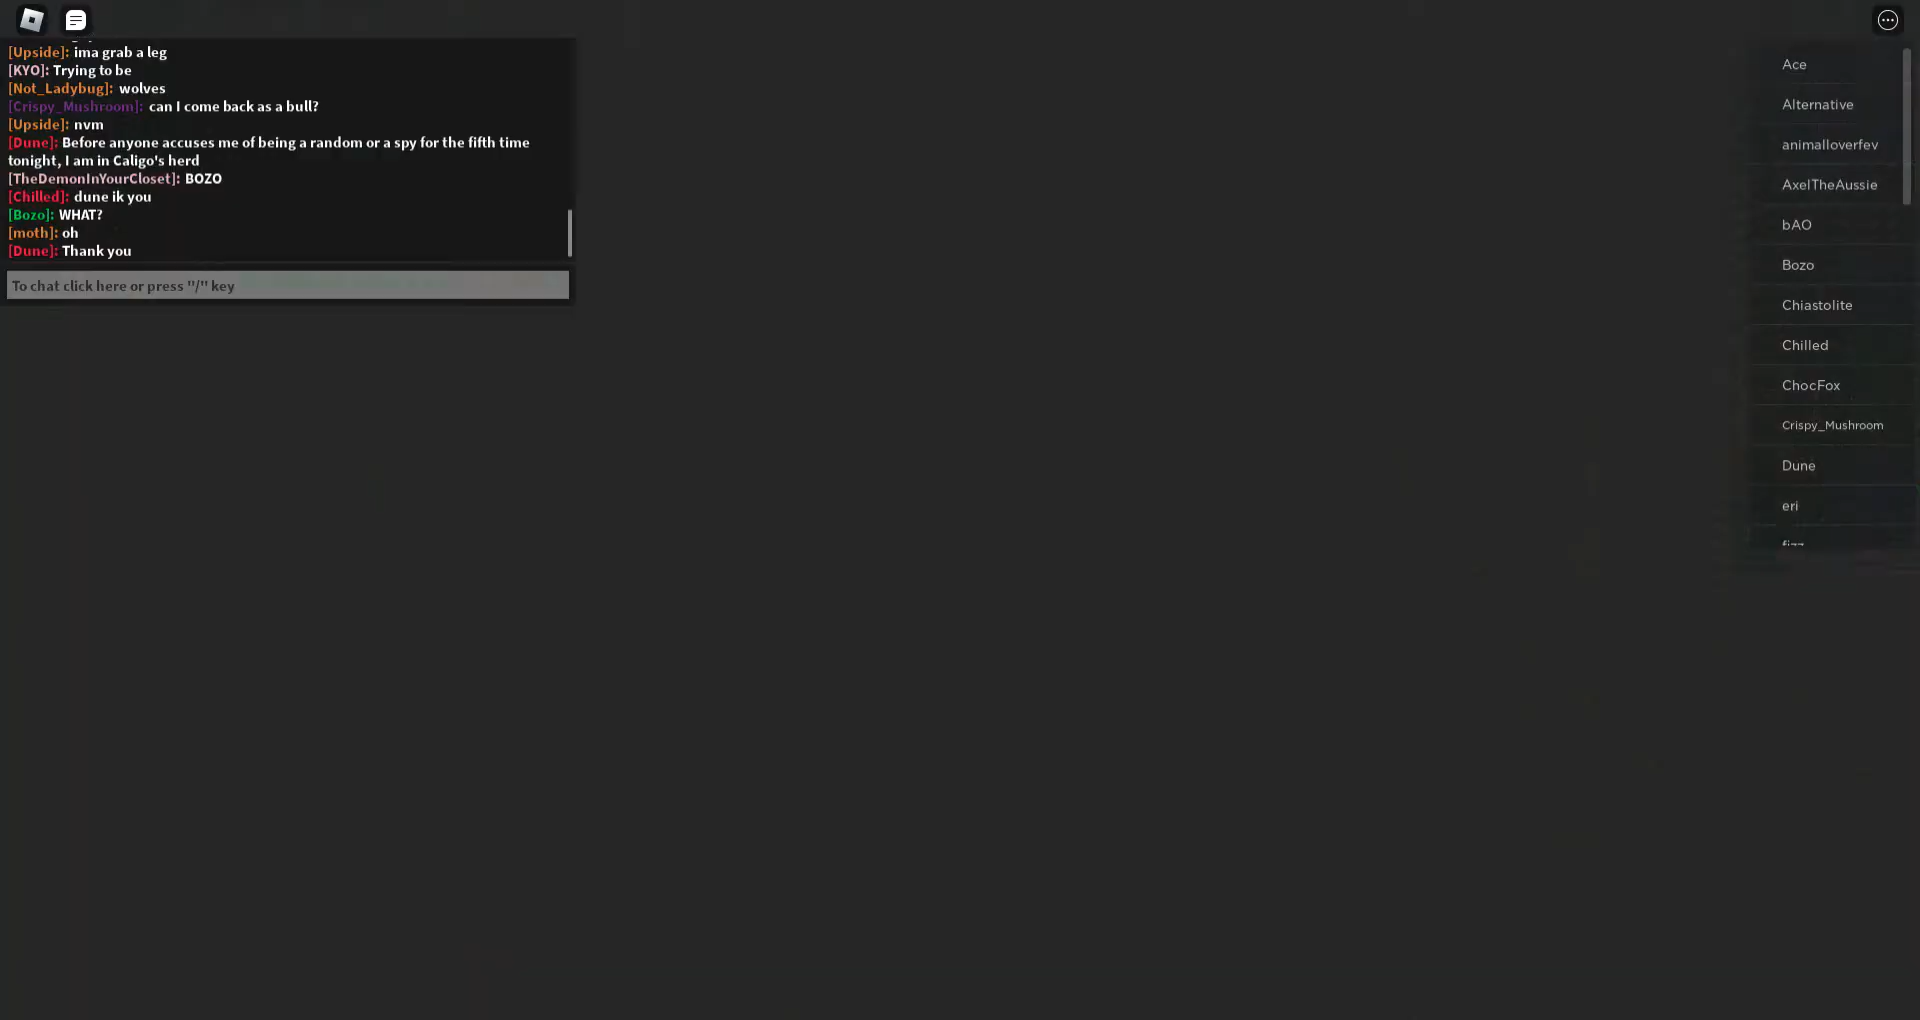 [Upside]: ima grab a leg
[KYO]: Trying to be
[Not_Ladybug]: wolves
[Crispy_Mushroom]: can I come back as a bull?
[Upside]: nvm
[Dune]: Before anyone accuses me of being a random or a spy for the fifth time
tonight, I am in Caligo's herd
[TheDemonInYourCloset]: BOZO
[Chilled]: dune ik you
[Bozo]: WHAT?
[moth]: oh
[Dune]: Thank you
To chat click here or press "/" key
Ace
Alternative
animalloverfev
AxelTheAussie
bAO
Bozo
Chiastolite
Chilled
ChocFox
Crispy_Mushroom
Dune
eri